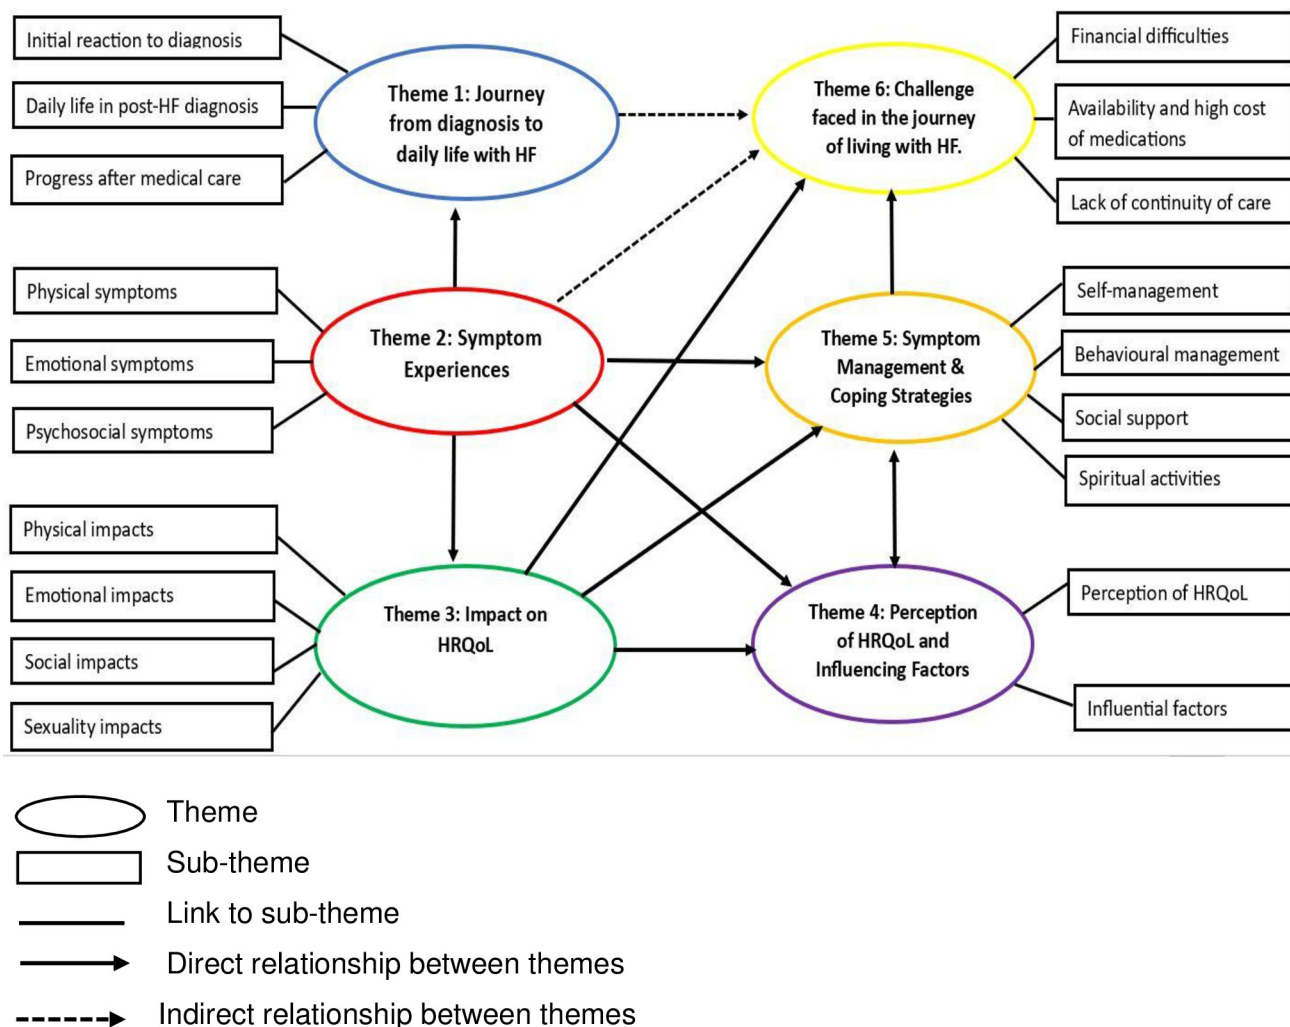 Initial reaction to diagnosis
Daily life in post-HF diagnosis
Progress after medical care
Theme 1: Journey
from diagnosis to
daily life with HF
Theme 6: Challenge
faced in the journey
of living with HF.
Financial difficulties
Availability and high cost
of medications
Lack of continuity of care
Physical symptoms
Emotional symptoms
Psychosocial symptoms
Theme 2: Symptom
Experiences
Theme 5: Symptom
Management &
Coping Strategies
Self-management
Behavioural management
Social support
Spiritual activities
Physical impacts
Emotional impacts
Social impacts
Sexuality impacts
Theme 3: Impact on
HRQoL
Theme 4: Perception
of HRQoL and
Influencing Factors
Perception of HRQoL
Influential factors
Theme
Sub-theme
Link to sub-theme
Direct relationship between themes
Indirect relationship between themes